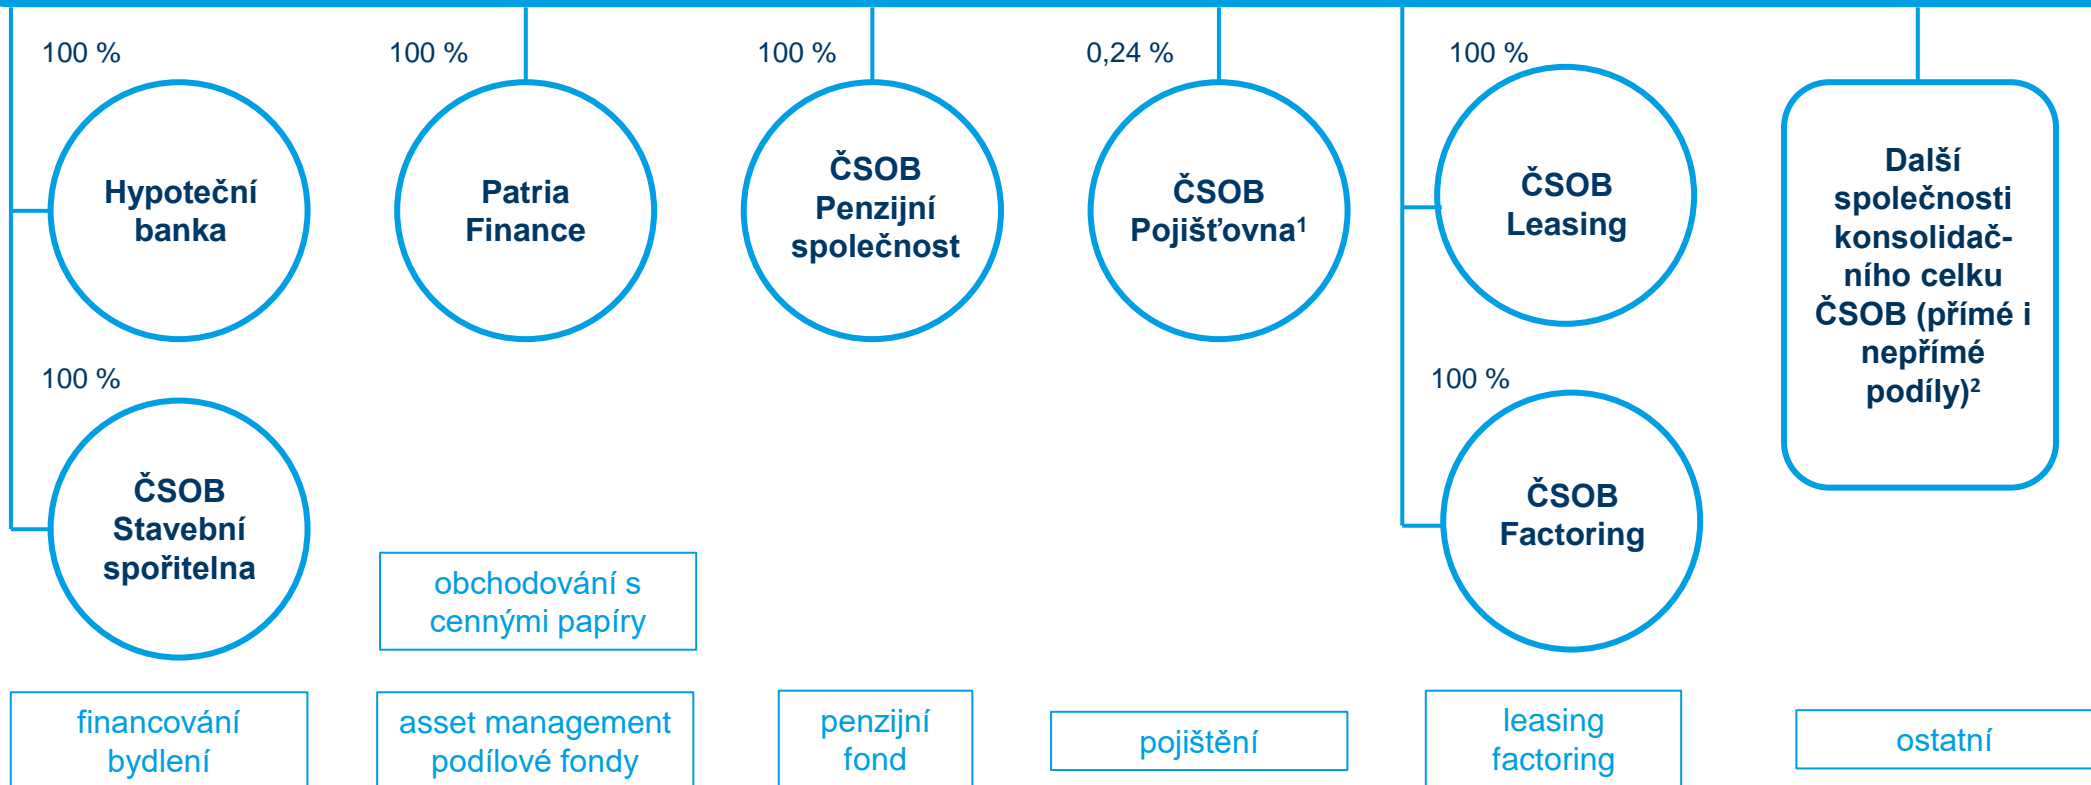 100 %
Hypoteční
banka
100 %
ČSOB
Stavební
spořitelna
100 %
Patria
Finance
100 %
ČSOB
Penzijní
společnost
0,24 %
ČSOB
Pojišťovna¹
100 %
ČSOB
Leasing
100 %
ČSOB
Factoring
Další
společnosti
konsolidač-
ního celku
ČSOB (přímé i
nepřímé
podíly)²
obchodování s
cennými papíry
financování
bydlení
asset management
podílové fondy
penzijní
fond
pojištění
leasing
factoring
ostatní